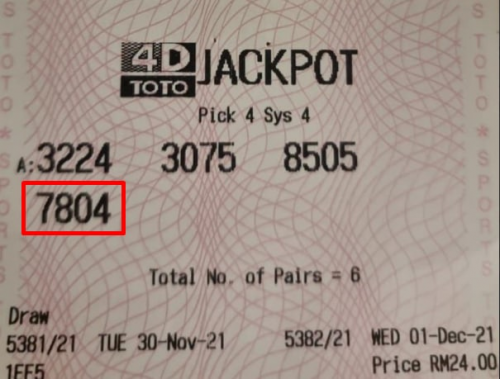 4D TOTO JACKPOT
Pick 4 Sys 4
A:3224 3075 8505
7804
Total No. of Pairs = 6
Draw
5381/21 TUE 30-Nov-21 5382/21 WED 01-Dec-21
1EF5 Price RM24.00